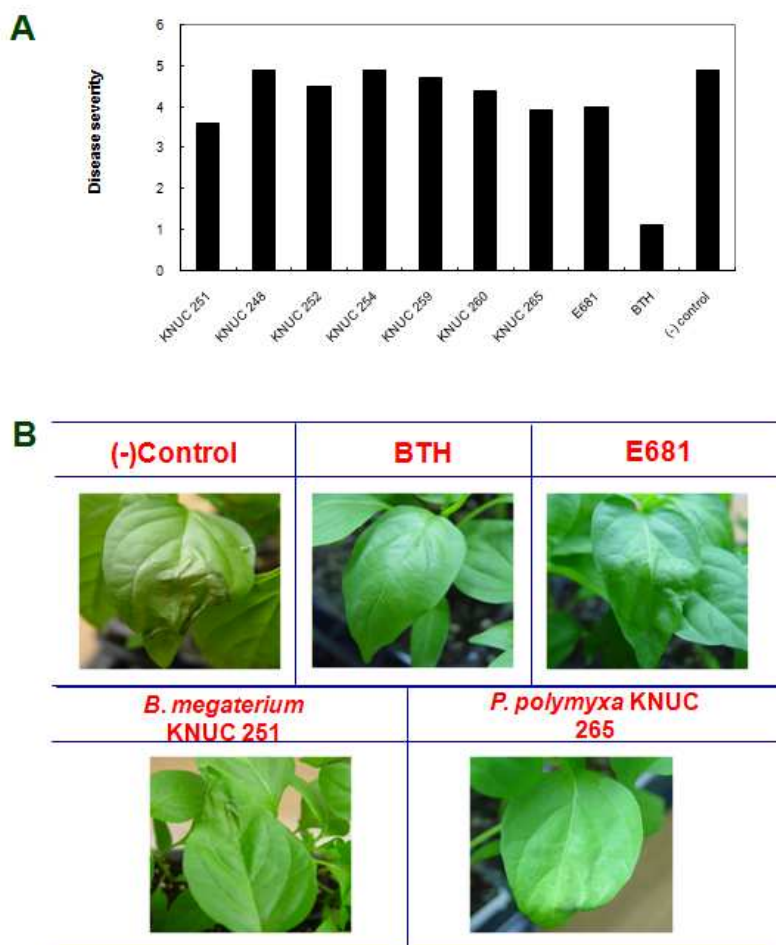 A
Disease severity
6
5
4
3
2
1
0
KNUC 251
KNUC 248
KNUC 252
KNUC 254
KNUC 259
KNUC 260
KNUC 265
E681
BTH
(-) control
B
(-)Control
BTH
E681
B. megaterium
KNUC 251
P. polymyxa KNUC
265